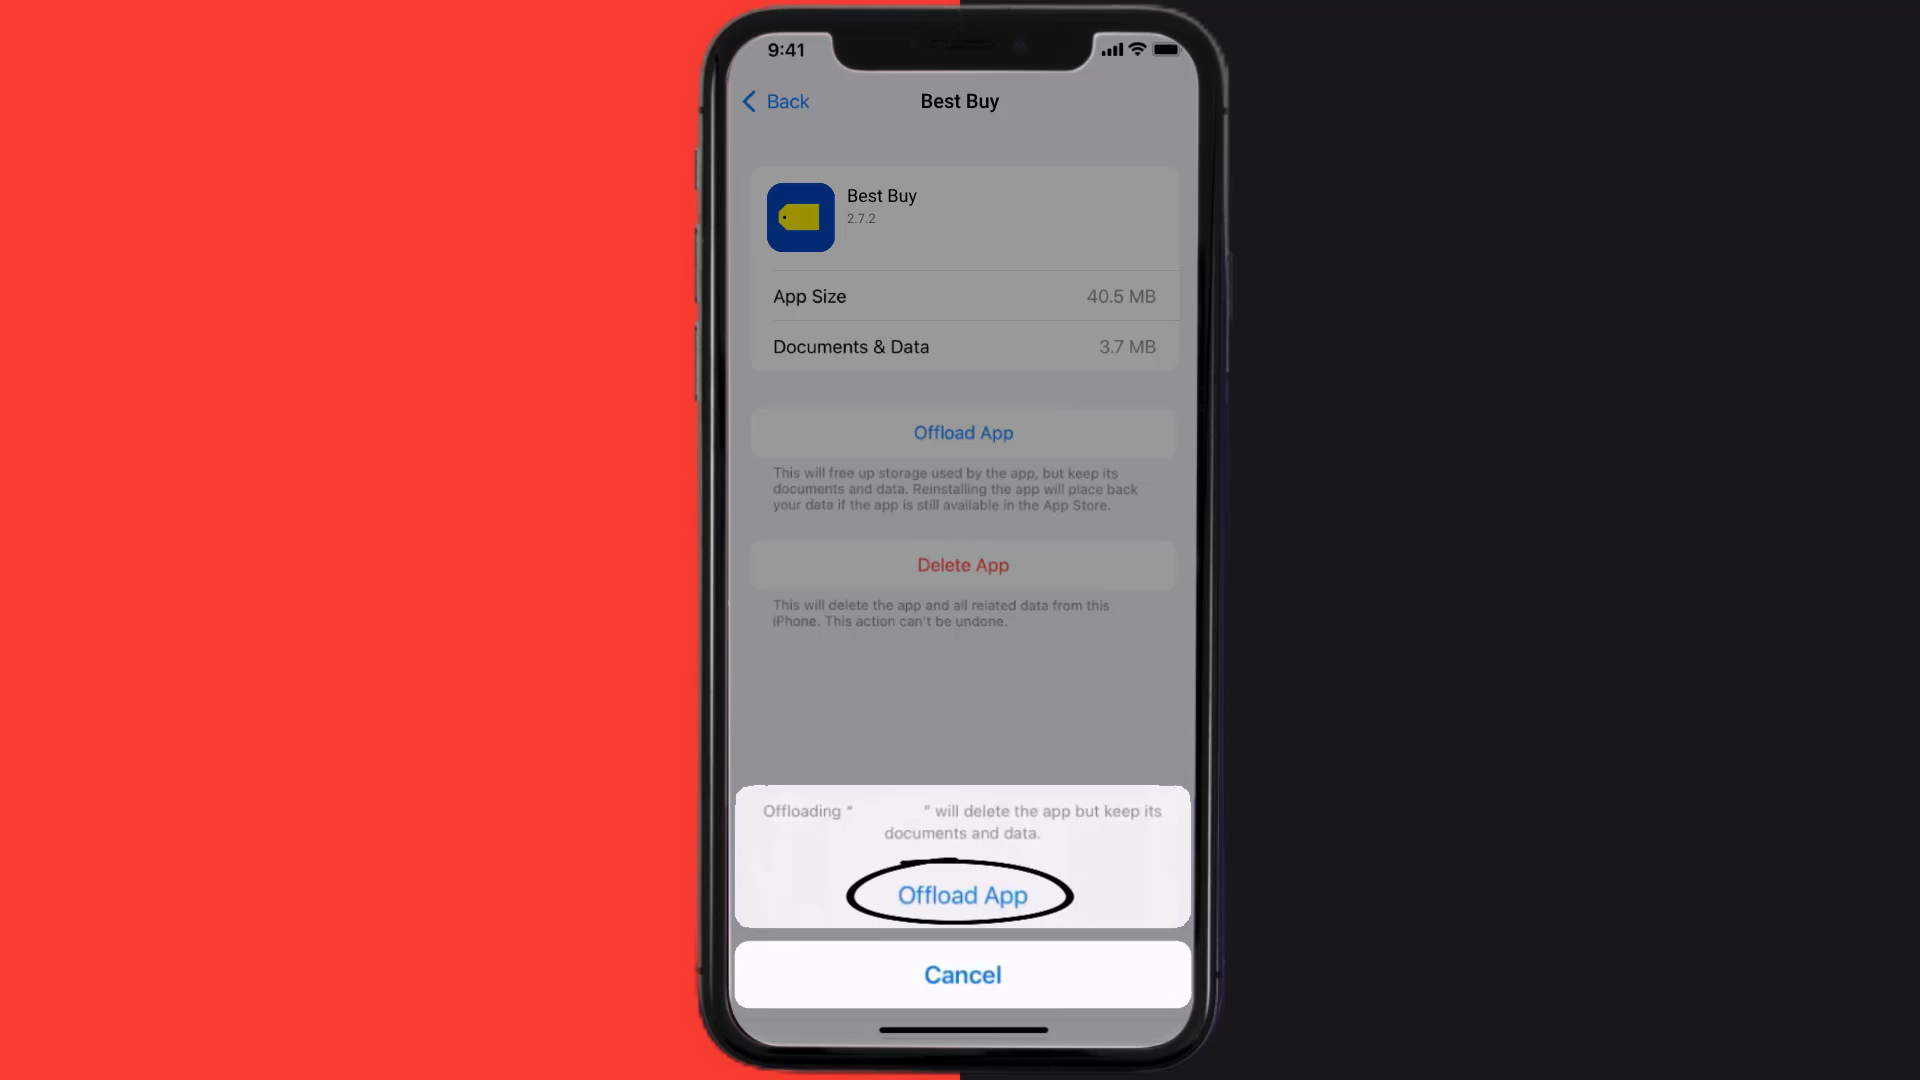 9:41
Back
Best Buy
Best Buy
2.7.2
App Size 40.5 MB
Documents & Data 3.7 MB
Offload App
This will free up storage used by the app, but keep its
documents and data. Reinstalling the app will place back
your data if the app is still available in the App Store.
Delete App
This will delete the app and all related data from this
iPhone. This action can't be undone.
Offloading “ ” will delete the app but keep its
documents and data.
Offload App
Cancel